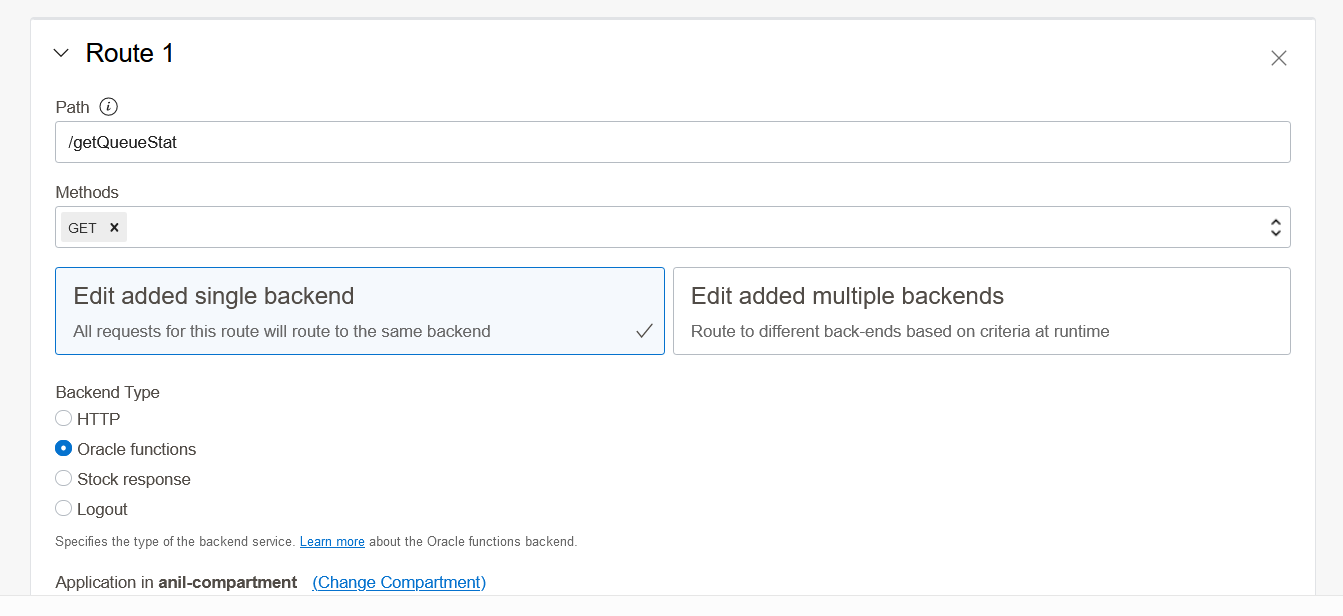 Route 1
Path
/getQueueStat
Methods
GET
Edit added single backend
All requests for this route will route to the same backend
Edit added multiple backends
Route to different back-ends based on criteria at runtime
Backend Type
HTTP
Oracle functions
Stock response
Logout
Specifies the type of the backend service. Learn more about the Oracle functions backend.
Application in anil-compartment (Change Compartment)